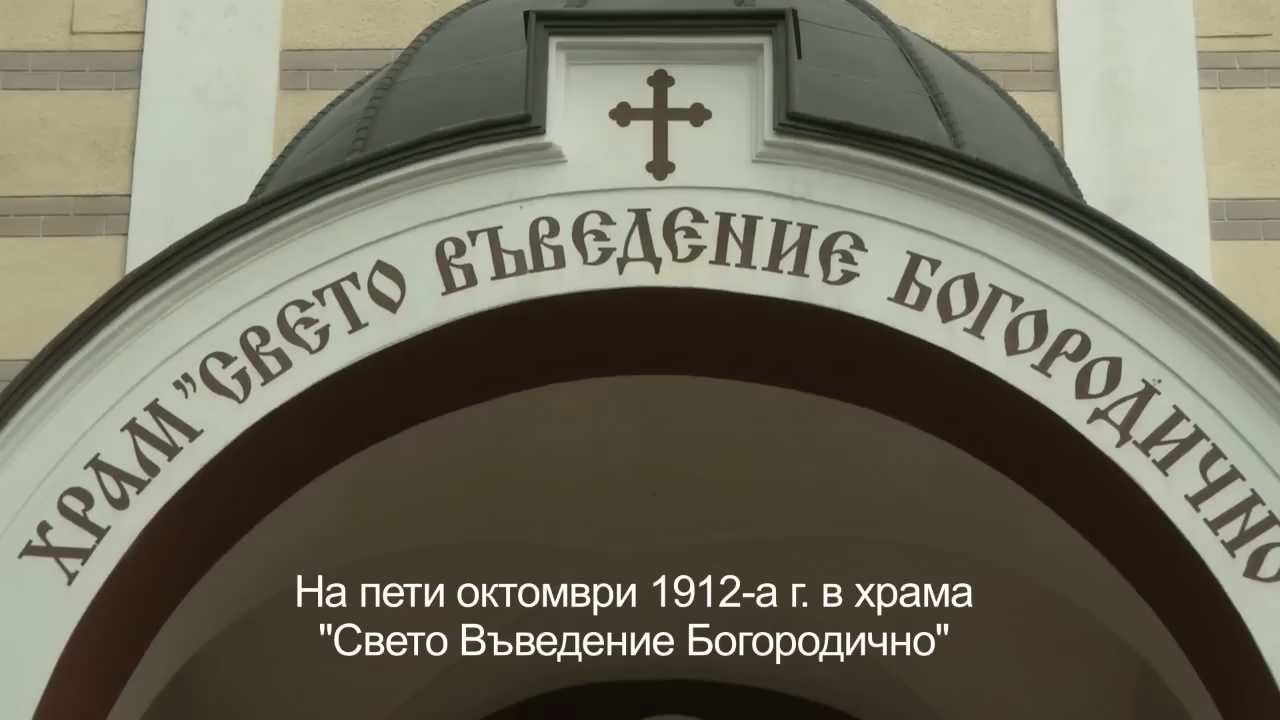 ХРАМ "СВЕТО ВЪВЕДЕНИЕ БОГОРОДИЧНО
На пети октомври 1912-а г. в храма
"Свето Въведение Богородично"